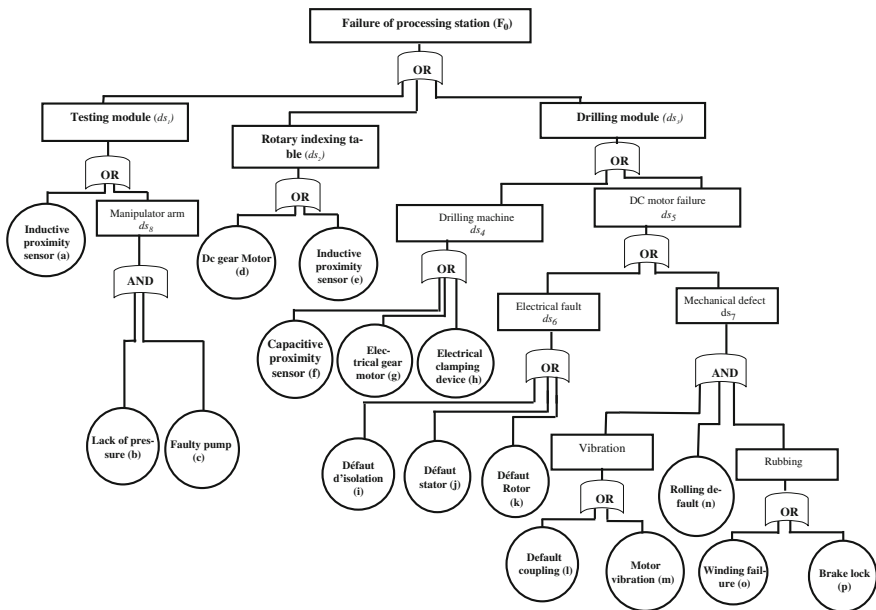 Failure of processing station (F₀)
OR
Testing module (ds₁)
Rotary indexing ta-
ble (ds₂)
Drilling module (ds₃)
OR
OR
OR
Inductive
proximity
sensor (a)
Manipulator arm
ds₈
Dc gear Motor
(d)
Inductive
proximity
sensor (e)
Drilling machine
ds₄
DC motor failure
ds₅
AND
OR
OR
Lack of pres-
sure (b)
Faulty pump
(c)
Capacitive
proximity
sensor (f)
Elec-
trical gear
motor (g)
Electrical
clamping
device (h)
Electrical fault
ds₆
Mechanical defect
ds₇
OR
AND
Défaut
d’isolation
(i)
Défaut
stator (j)
Défaut
Rotor
(k)
Vibration
Rolling de-
fault (n)
Rubbing
OR
OR
Default
coupling (l)
Motor
vibration (m)
Winding fail-
ure (o)
Brake lock
(p)